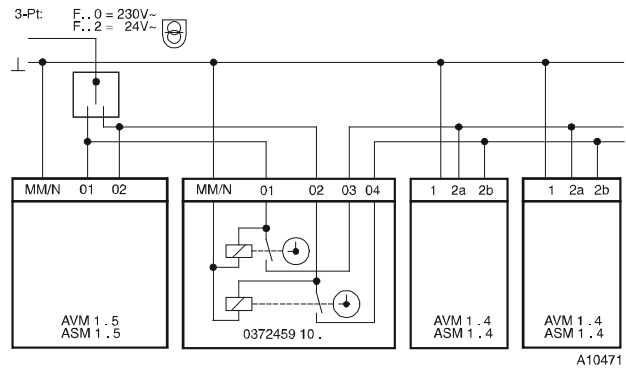 3-Pt: F . . 0 = 230V~
F . . 2 = 24V~
MM/N 01 02
MM/N 01 02 03 04
1 2a 2b
1 2a 2b
AVM 1 . 5
ASM 1 . 5
0372459 10 .
AVM 1 . 4
ASM 1 . 4
AVM 1 . 4
ASM 1 . 4
A10471